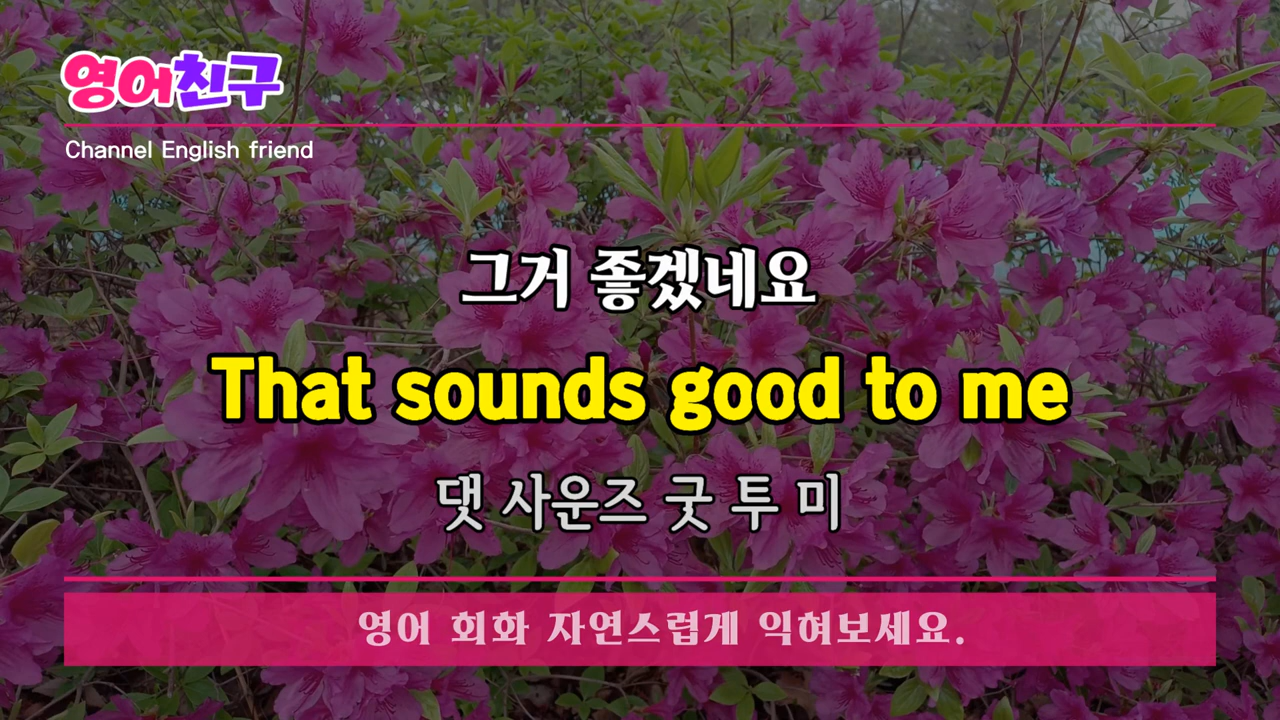 영어친구
Channel English friend
그거 좋겠네요
That sounds good to me
댓 사운즈 굿 투 미
영어 회화 자연스럽게 익혀보세요.